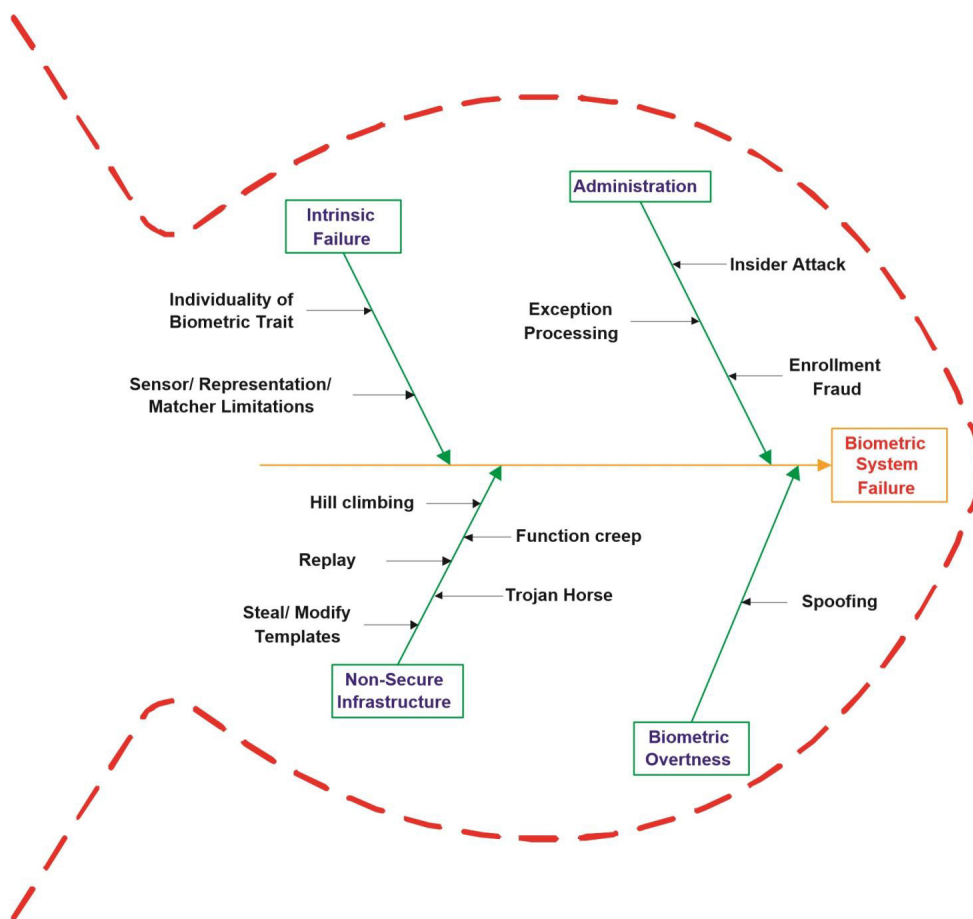 Administration
Intrinsic
Failure
Insider Attack
Individuality of
Biometric Trait
Exception
Processing
Enrollment
Fraud
Sensor/ Representation/
Matcher Limitations
Biometric
System
Failure
Hill climbing
Function creep
Replay
Trojan Horse
Spoofing
Steal/ Modify
Templates
Non-Secure
Infrastructure
Biometric
Overtness